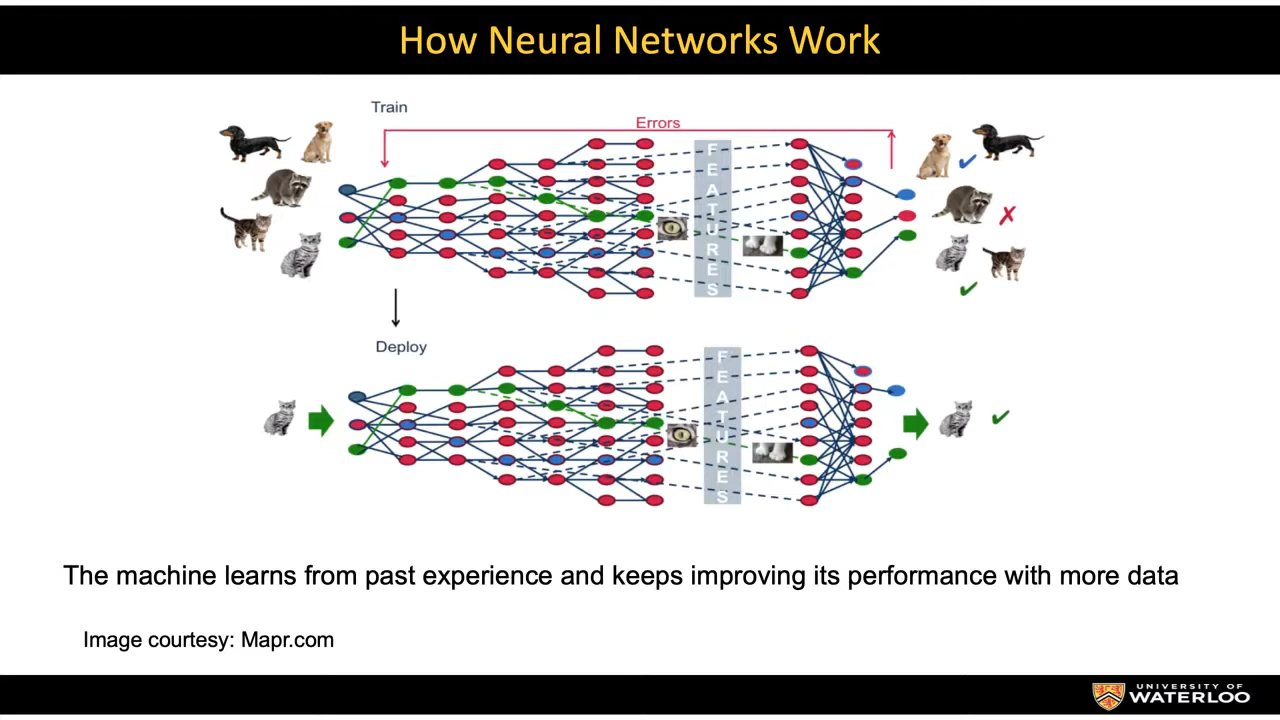 How Neural Networks Work
Train
Errors
FEATURES
Deploy
FEATURES
The machine learns from past experience and keeps improving its performance with more data
Image courtesy: Mapr.com
UNIVERSITY OF
WATERLOO